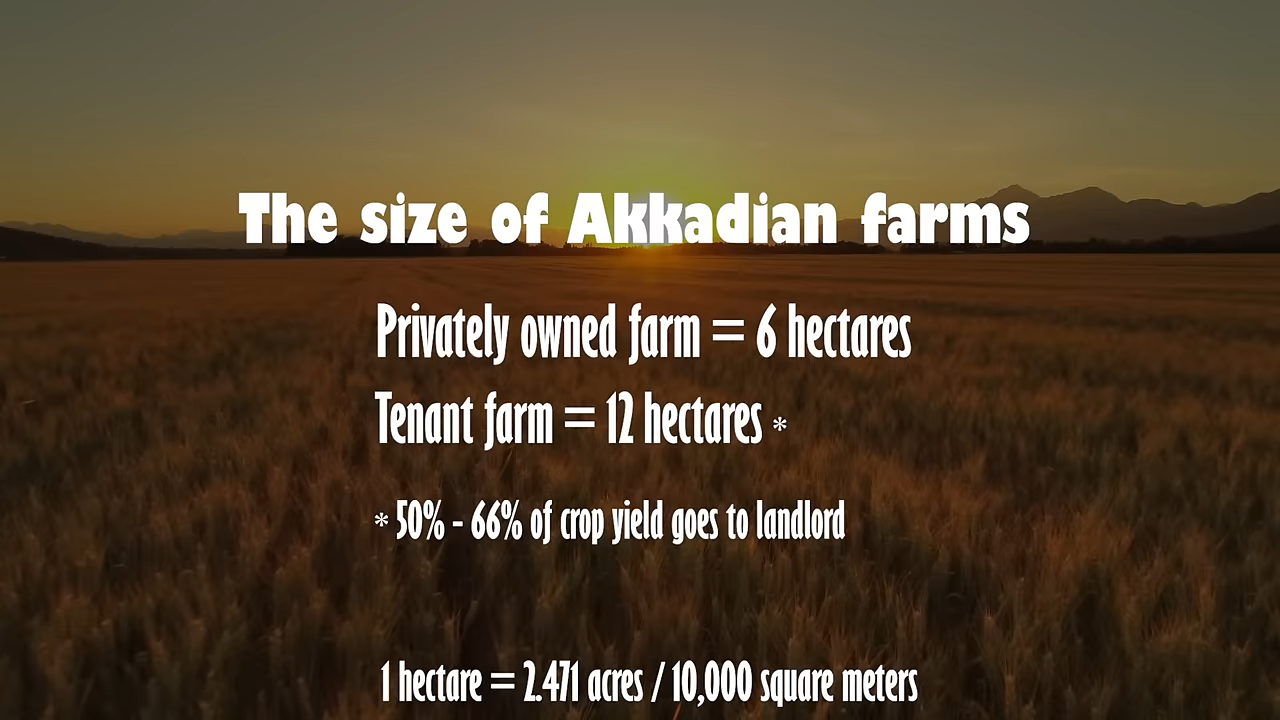 The size of Akkadian farms
Privately owned farm = 6 hectares
Tenant farm = 12 hectares *
* 50% - 66% of crop yield goes to landlord
1 hectare = 2.471 acres / 10,000 square meters